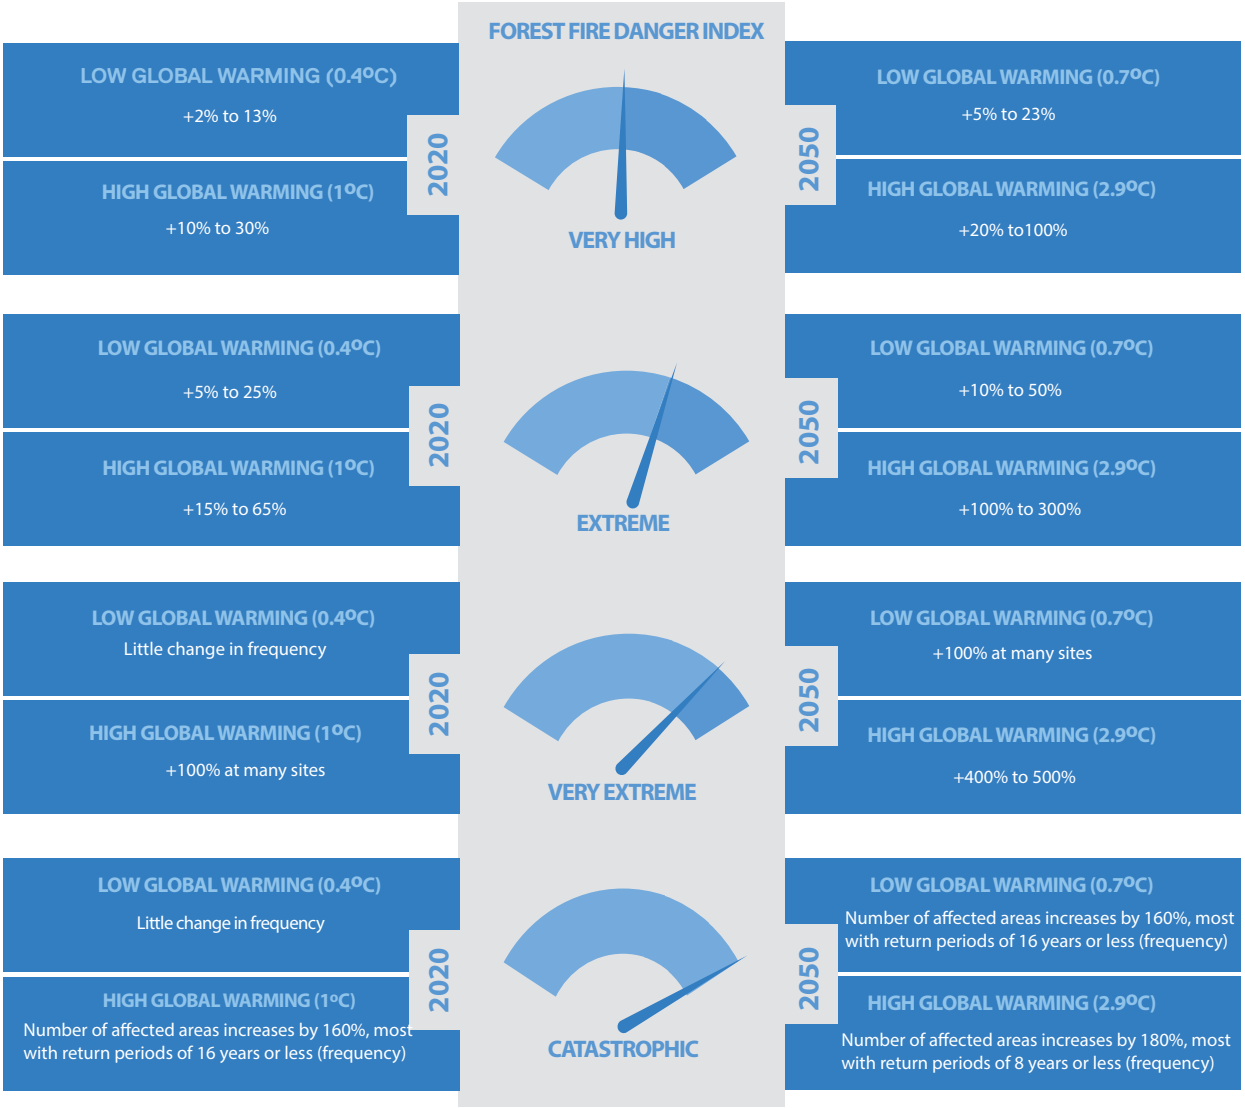 FOREST FIRE DANGER INDEX
LOW GLOBAL WARMING (0.4ºC)
+2% to 13%
2020
HIGH GLOBAL WARMING (1ºC)
+10% to 30%
VERY HIGH
LOW GLOBAL WARMING (0.7ºC)
+5% to 23%
2050
HIGH GLOBAL WARMING (2.9ºC)
+20% to100%
LOW GLOBAL WARMING (0.4ºC)
+5% to 25%
2020
HIGH GLOBAL WARMING (1ºC)
+15% to 65%
EXTREME
LOW GLOBAL WARMING (0.7ºC)
+10% to 50%
2050
HIGH GLOBAL WARMING (2.9ºC)
+100% to 300%
LOW GLOBAL WARMING (0.4ºC)
Little change in frequency
2020
HIGH GLOBAL WARMING (1ºC)
+100% at many sites
VERY EXTREME
LOW GLOBAL WARMING (0.7ºC)
+100% at many sites
2050
HIGH GLOBAL WARMING (2.9ºC)
+400% to 500%
LOW GLOBAL WARMING (0.4ºC)
Little change in frequency
2020
HIGH GLOBAL WARMING (1ºC)
Number of affected areas increases by 160%, most
with return periods of 16 years or less (frequency)
CATASTROPHIC
LOW GLOBAL WARMING (0.7ºC)
Number of affected areas increases by 160%, most
with return periods of 16 years or less (frequency)
2050
HIGH GLOBAL WARMING (2.9ºC)
Number of affected areas increases by 180%, most
with return periods of 8 years or less (frequency)